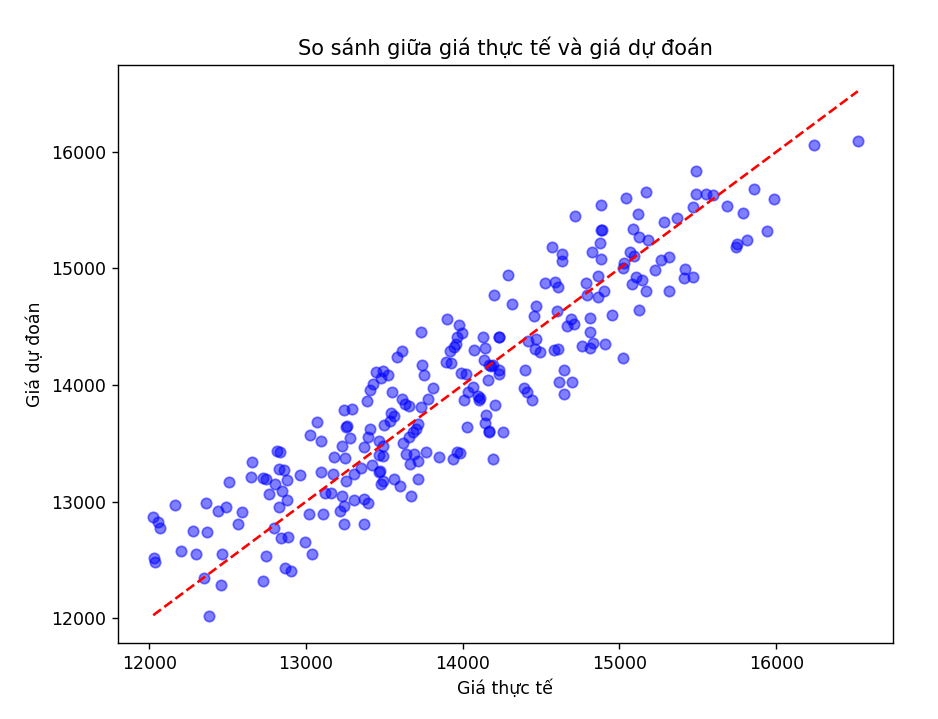 So sánh giữa giá thực tế và giá dự đoán
Giá dự đoán
16000
15000
14000
13000
12000
12000 13000 14000 15000 16000
Giá thực tế